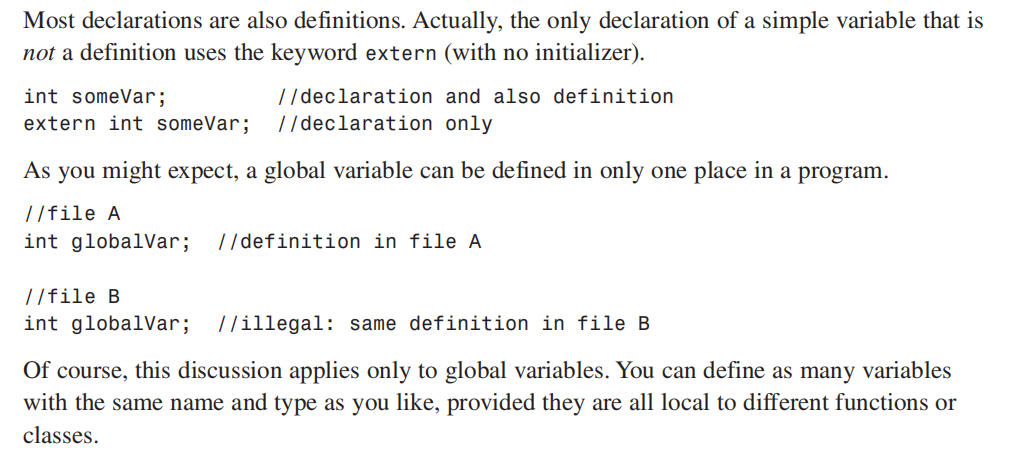 Most declarations are also definitions. Actually, the only declaration of a simple variable that is
not a definition uses the keyword extern (with no initializer).
int someVar;          //declaration and also definition
extern int someVar;  //declaration only
As you might expect, a global variable can be defined in only one place in a program.
//file A
int globalVar;  //definition in file A
//file B
int globalVar;  //illegal: same definition in file B
Of course, this discussion applies only to global variables. You can define as many variables
with the same name and type as you like, provided they are all local to different functions or
classes.